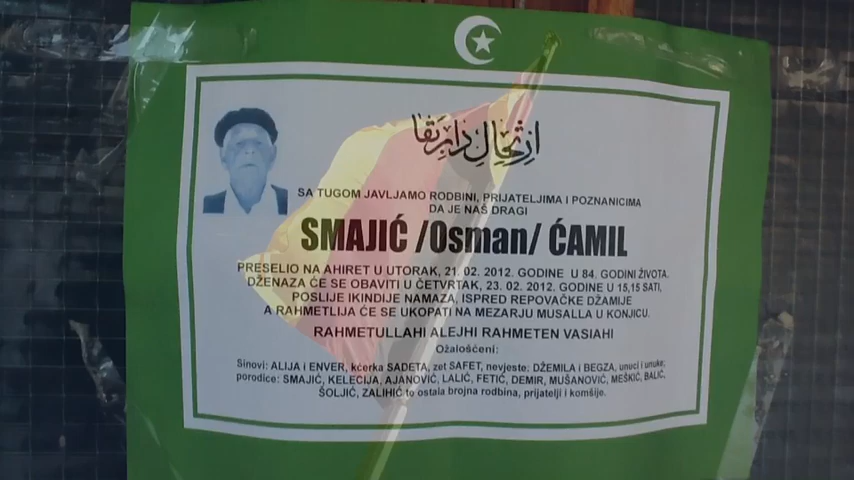 ارتحال دار بقا
SA TUGOM JAVLJAMO RODBINI, PRIJATELJIMA I POZNANICIMA
DA JE NAŠ DRAGI
SMAJIĆ /Osman/ ĆAMIL
PRESELIO NA AHIRET U UTORAK, 21. 02. 2012. GODINE U 84. GODINI ŽIVOTA.
DŽENAZA ĆE SE OBAVITI U ČETVRTAK, 23. 02. 2012. GODINE U 15,15 SATI,
POSLIJE IKINDIJE NAMAZA, ISPRED REPOVAČKE DŽAMIJE
A RAHMETLIJA ĆE SE UKOPATI NA MEZARJU MUSALLA U KONJICU.
RAHMETULLAHI ALEJHI RAHMETEN VASIAHI
Ožalošćeni:
Sinovi: ALIJA i ENVER, kćerka SADETA, zet SAFET, nevjeste: DŽEMILA i BEGZA, unuci i unuke;
porodice: SMAJIĆ, KELECIJA, AJANOVIĆ, LALIĆ, FETIĆ, DEMIR, MUŠANOVIĆ, MEŠKIĆ, BALIĆ,
ŠOLJIĆ, ZALIHIĆ te ostala brojna rodbina, prijatelji i komšije.